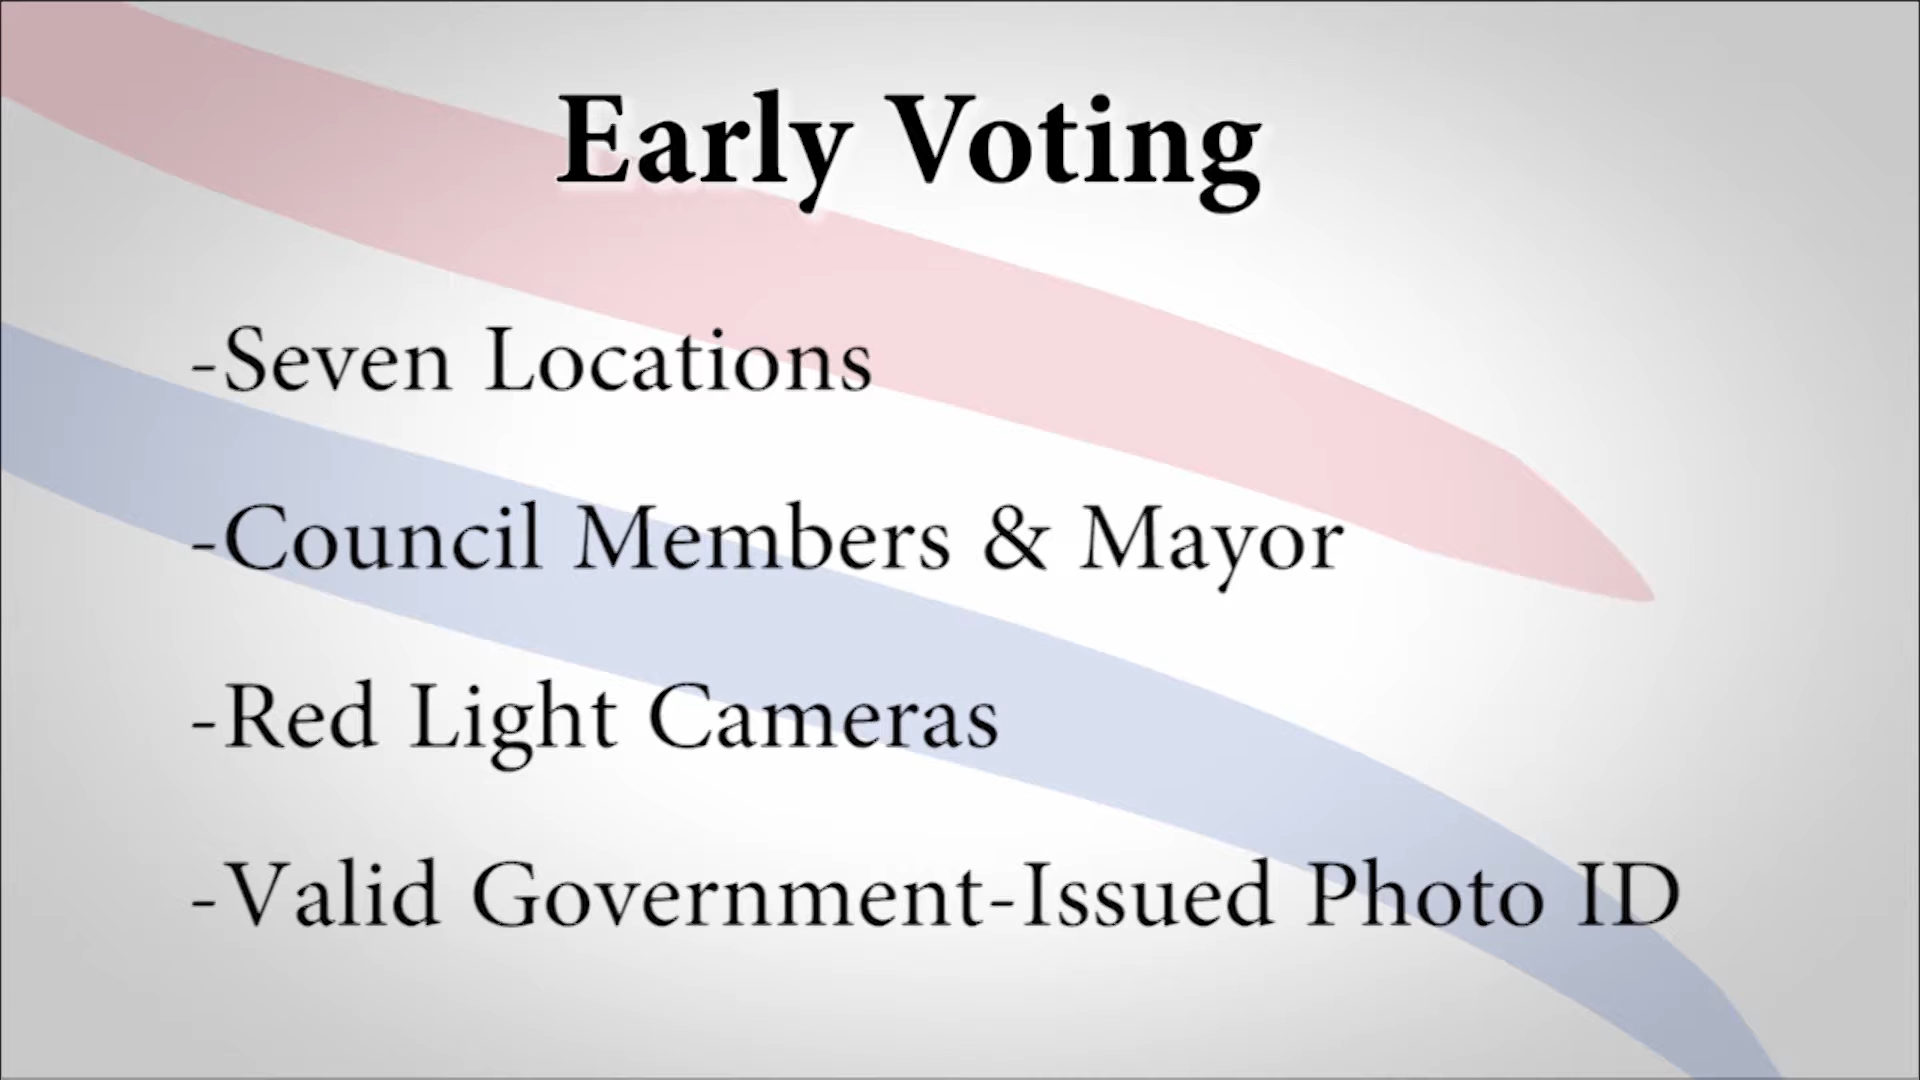 Early Voting
-Seven Locations
-Council Members & Mayor
-Red Light Cameras
-Valid Government-Issued Photo ID